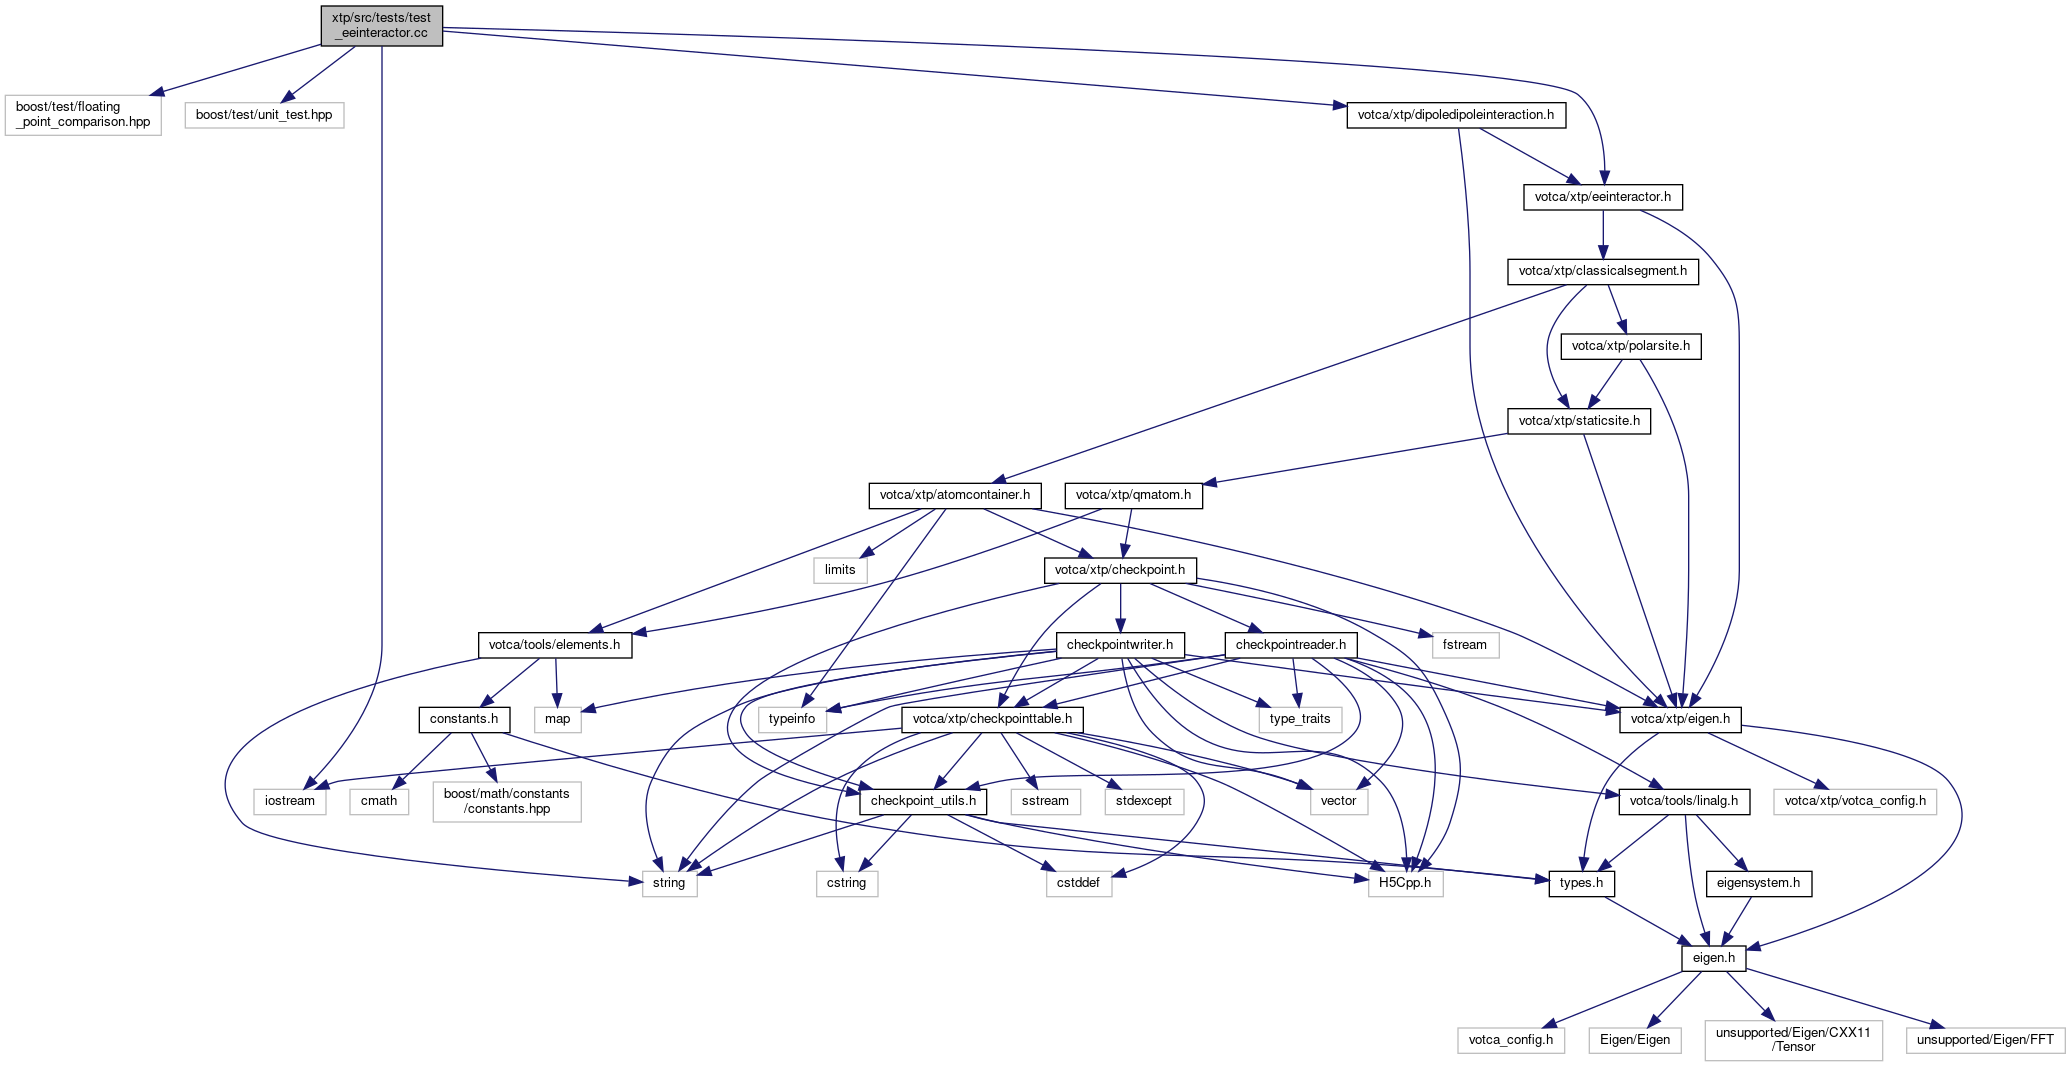 xtp/src/tests/test
_eeinteractor.cc
boost/test/floating
_point_comparison.hpp
boost/test/unit_test.hpp
votca/xtp/dipoledipoleinteraction.h
votca/xtp/eeinteractor.h
votca/xtp/classicalsegment.h
votca/xtp/polarsite.h
votca/xtp/staticsite.h
votca/xtp/atomcontainer.h
votca/xtp/qmatom.h
limits
votca/xtp/checkpoint.h
votca/tools/elements.h
checkpointwriter.h
checkpointreader.h
fstream
constants.h
map
typeinfo
votca/xtp/checkpointtable.h
type_traits
votca/xtp/eigen.h
iostream
cmath
boost/math/constants
/constants.hpp
checkpoint_utils.h
sstream
stdexcept
vector
votca/tools/linalg.h
votca/xtp/votca_config.h
string
cstring
cstddef
H5Cpp.h
types.h
eigensystem.h
eigen.h
votca_config.h
Eigen/Eigen
unsupported/Eigen/CXX11
/Tensor
unsupported/Eigen/FFT